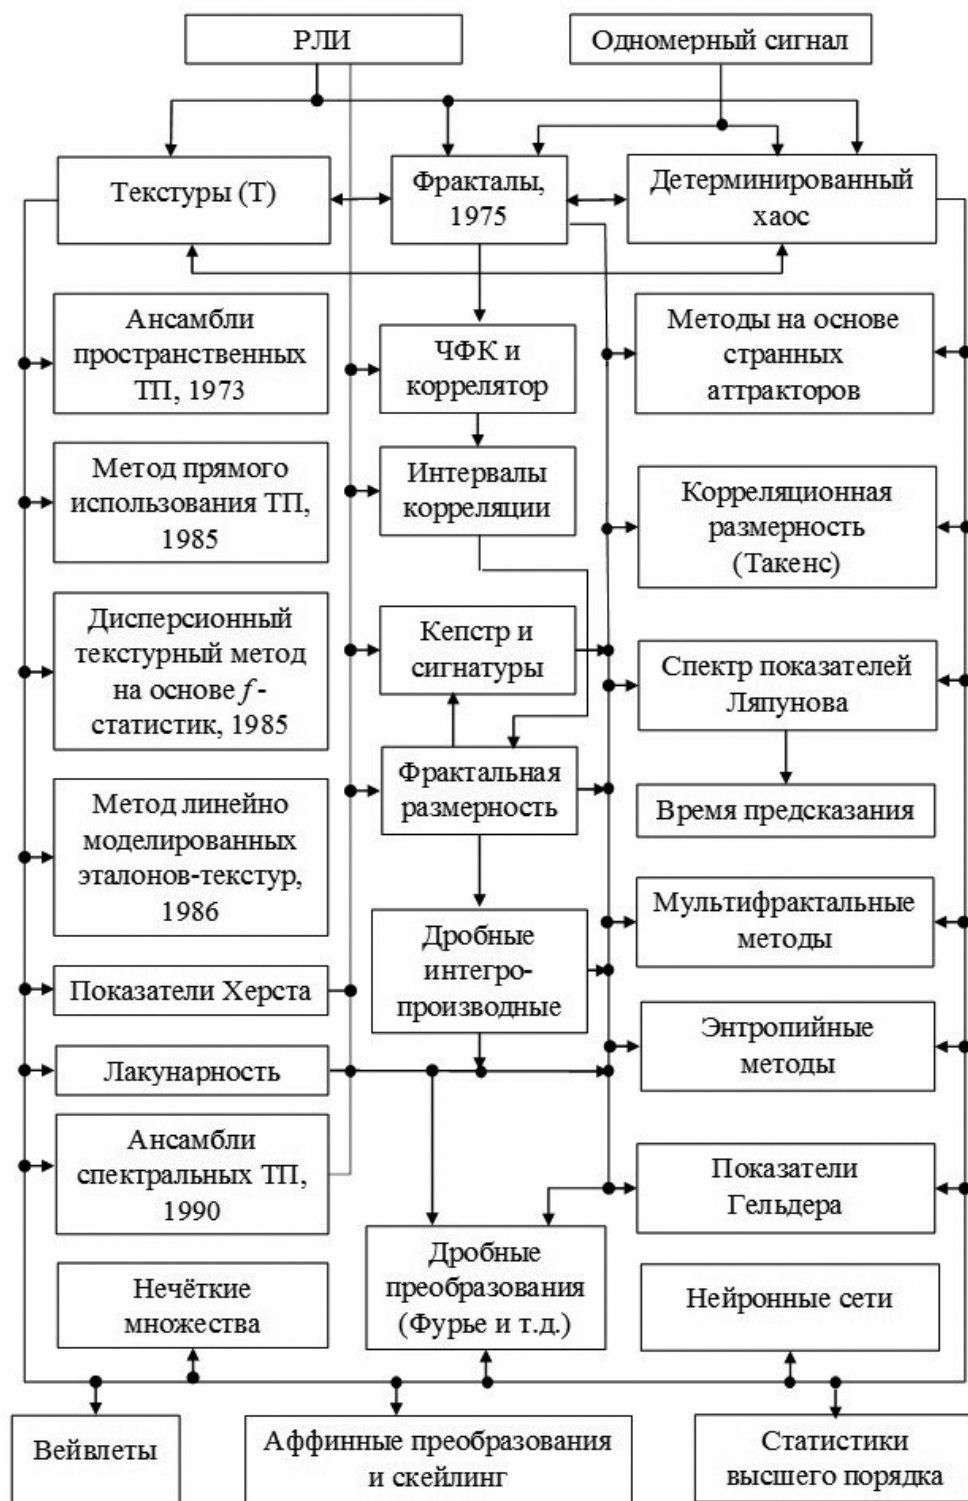 РЛИ
Одномерный сигнал
Текстуры (Т)
Фракталы,
1975
Детерминированный
хаос
Ансамбли
пространственных
ТП, 1973
ЧФК и
коррелятор
Методы на основе
странных
аттракторов
Метод прямого
использования ТП,
1985
Интервалы
корреляции
Корреляционная
размерность
(Такенс)
Дисперсионный
текстурный метод
на основе f-
статистик, 1985
Кепстр и
сигнатуры
Спектр показателей
Ляпунова
Фрактальная
размерность
Время предсказания
Метод линейно
моделированных
эталонов-текстур,
1986
Дробные
интегро-
производные
Мультифрактальные
методы
Показатели Херста
Энтропийные
методы
Лакунарность
Ансамбли
спектральных ТП,
1990
Показатели
Гельдера
Дробные
преобразования
(Фурье и т.д.)
Нечёткие
множества
Нейронные сети
Вейвлеты
Аффинные преобразования
и скейлинг
Статистики
высшего порядка